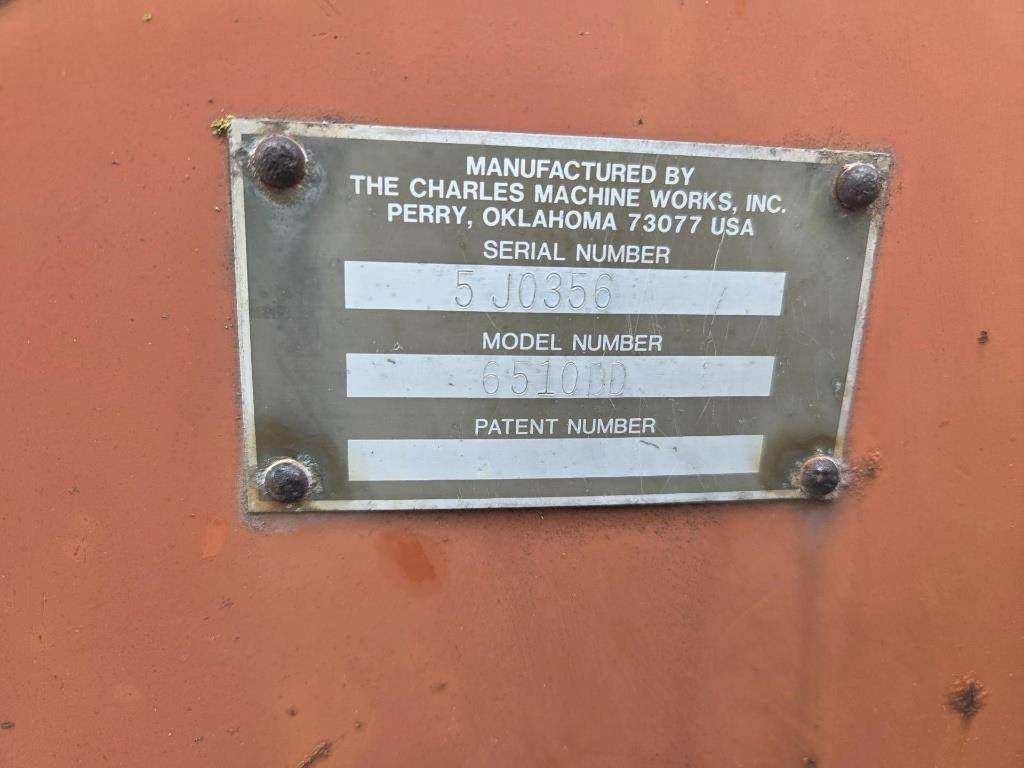 MANUFACTURED BY
THE CHARLES MACHINE WORKS, INC.
PERRY, OKLAHOMA 73077 USA
SERIAL NUMBER
5J0356
MODEL NUMBER
6510DD
PATENT NUMBER